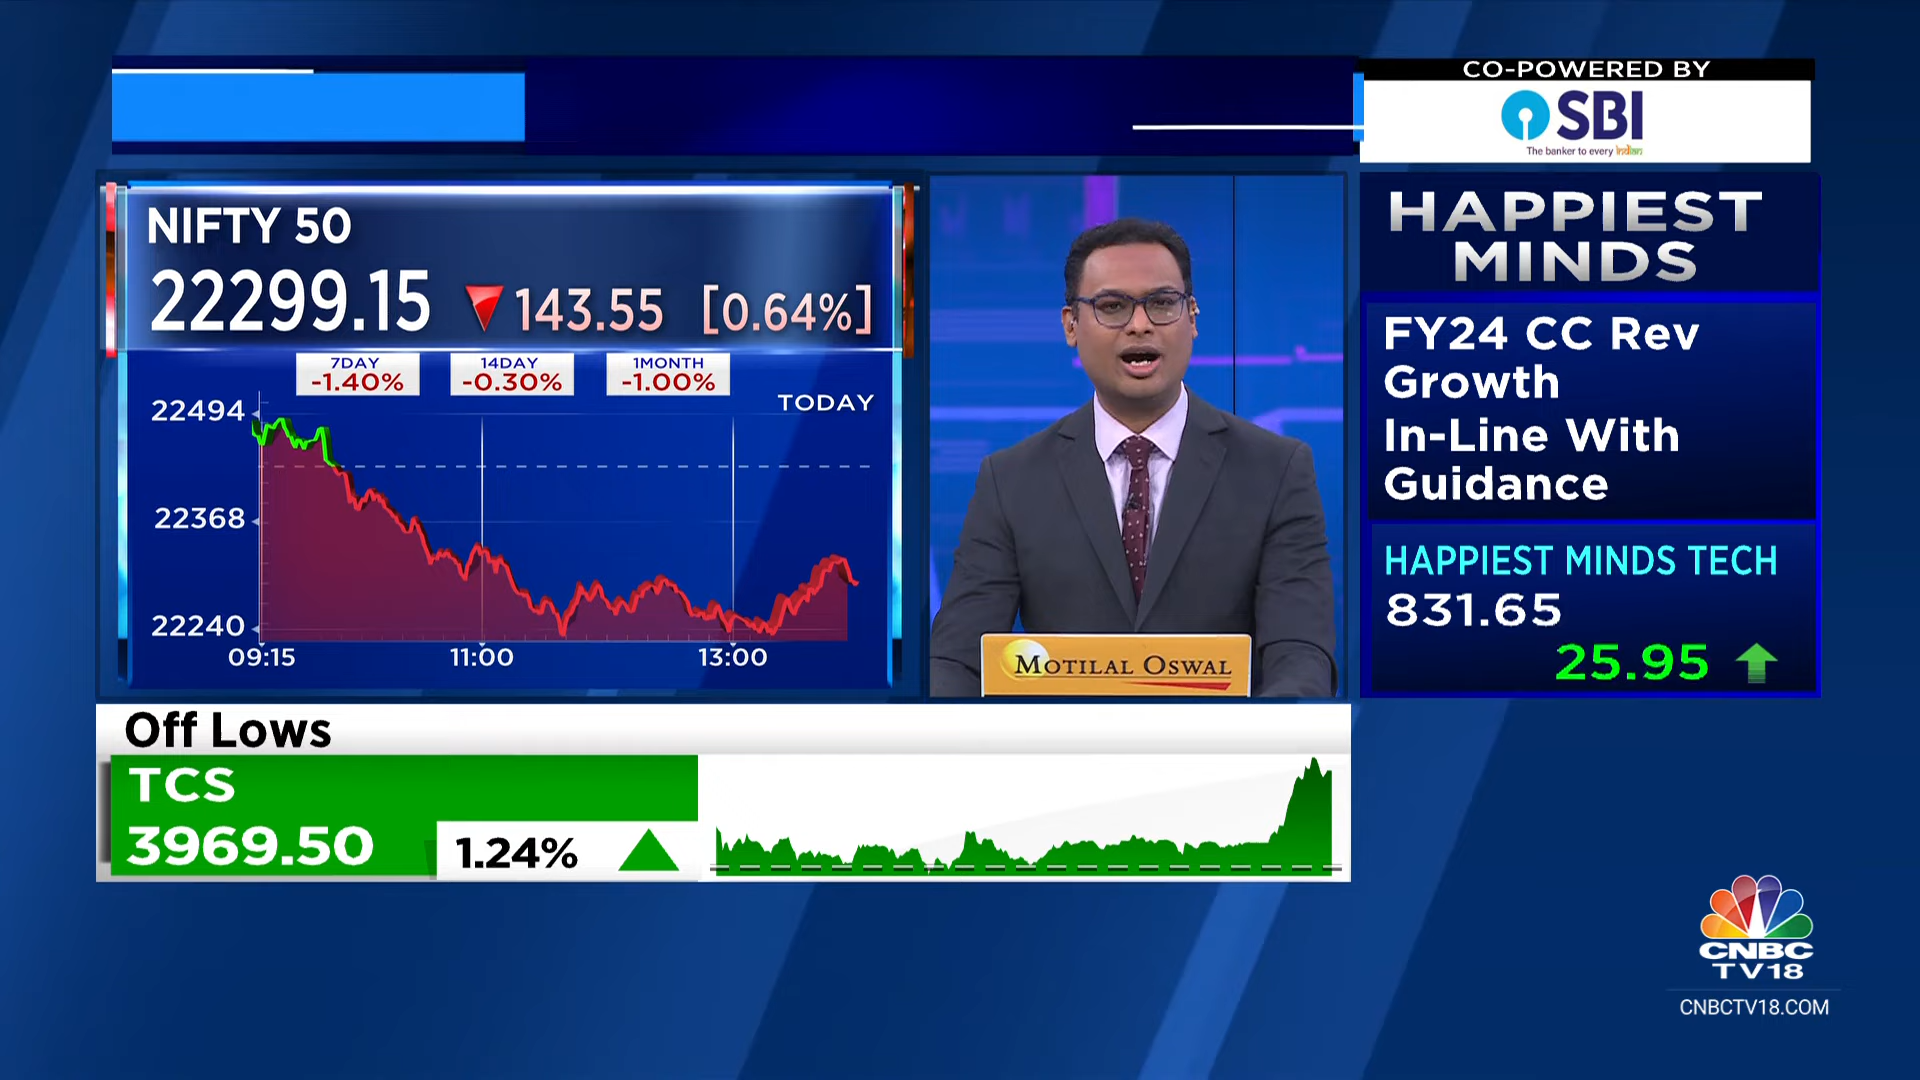 CO-POWERED BY
SBI
The banker to every Indian
NIFTY 50
22299.15 ▼ 143.55 [0.64%]
7DAY
-1.40%
14DAY
-0.30%
1MONTH
-1.00%
TODAY
22494
22368
22240
09:15 11:00 13:00
MOTILAL OSWAL
HAPPIEST
MINDS
FY24 CC Rev
Growth
In-Line With
Guidance
HAPPIEST MINDS TECH
831.65
25.95
Off Lows
TCS
3969.50 1.24%
CNBC
TV18
CNBCTV18.COM